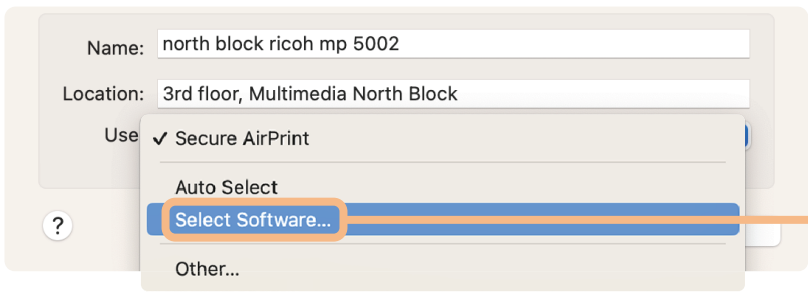 Name: north block ricoh mp 5002
Location: 3rd floor, Multimedia North Block
Use
✓ Secure AirPrint
Auto Select
Select Software...
?
Other...